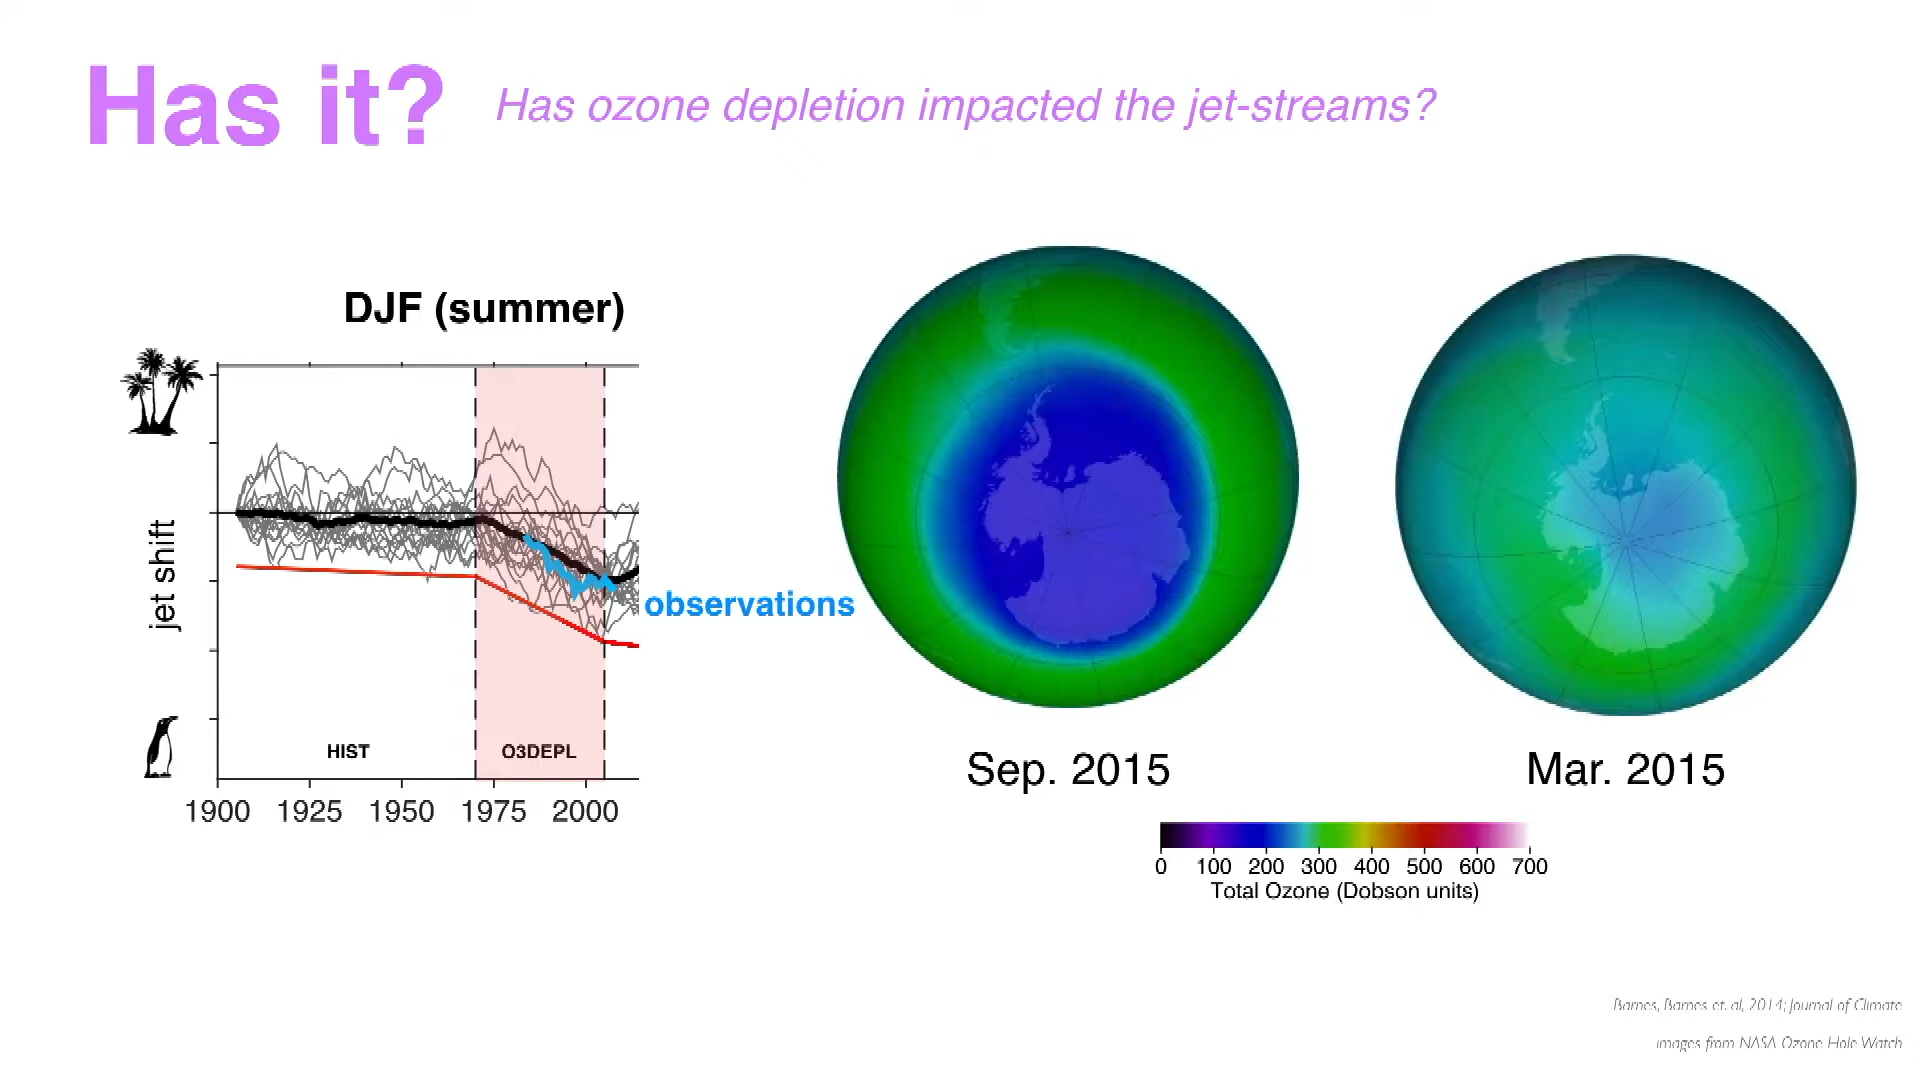 Has it?
Has ozone depletion impacted the jet-streams?
DJF (summer)
jet shift
observations
HIST
O3DEPL
1900 1925 1950 1975 2000
Sep. 2015
Mar. 2015
0 100 200 300 400 500 600 700
Total Ozone (Dobson units)
Barnes, Barnes et. al, 2014; Journal of Climate
images from NASA Ozone Hole Watch